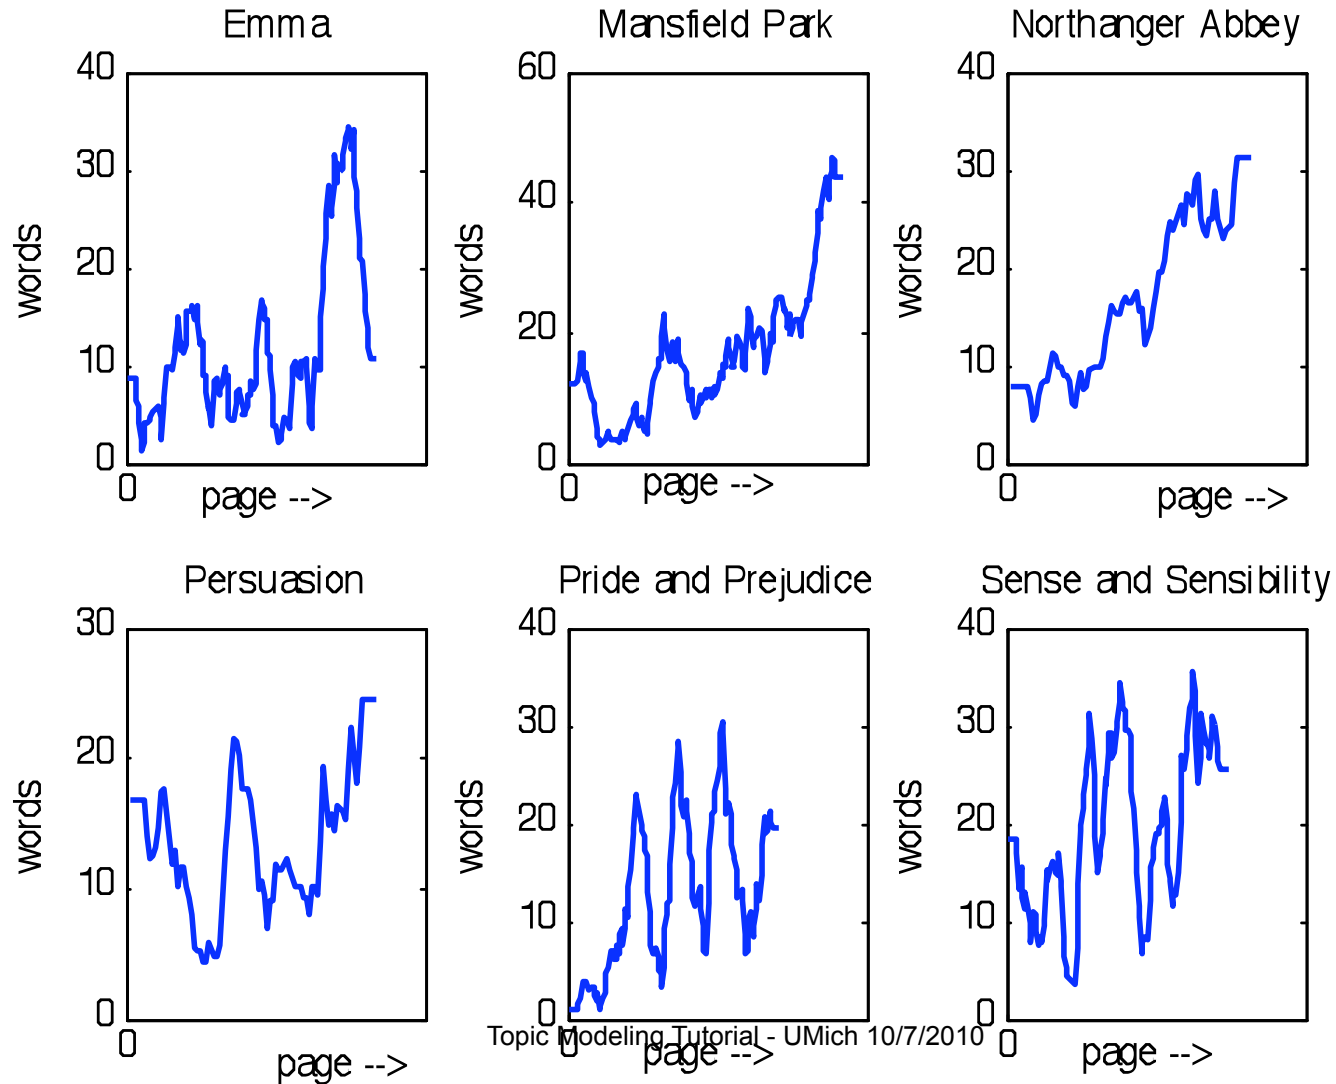 Emma
Mansfield Park
Northanger Abbey
40
30
20
10
0
words
0
page -->
60
40
20
0
words
0
page -->
40
30
20
10
0
words
0
page -->
Persuasion
Pride and Prejudice
Sense and Sensibility
30
20
10
0
words
0
page -->
40
30
20
10
0
words
0
page -->
40
30
20
10
0
words
0
page -->
Topic Modeling Tutorial - UMich 10/7/2010